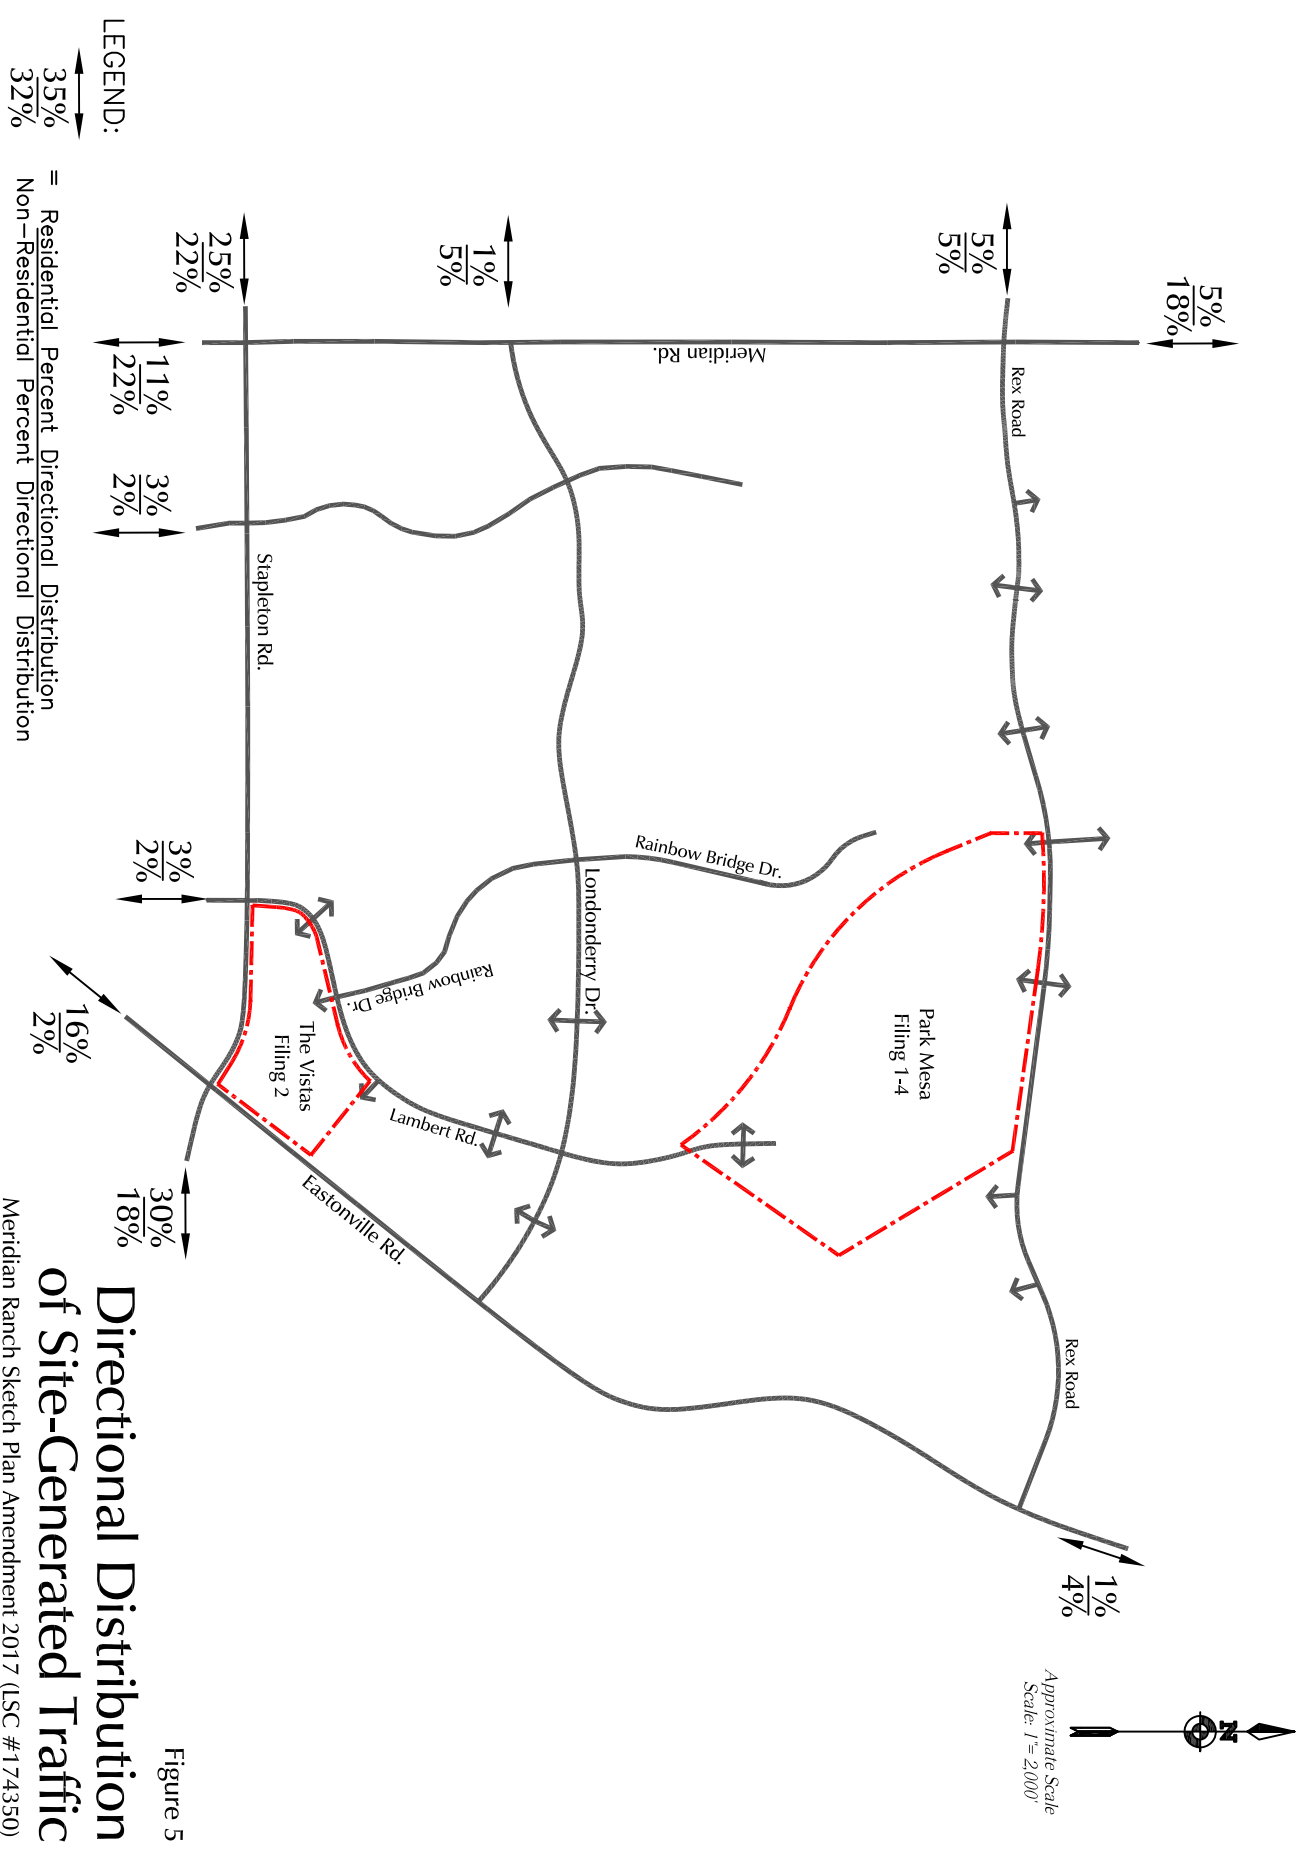 5%
18%
5%
5%
1%
5%
25%
22%
11%
22%
3%
2%
3%
2%
16%
2%
30%
18%
1%
4%
Rex Road
Meridian Rd.
Stapleton Rd.
Rainbow Bridge Dr.
Londonderry Dr.
Rainbow Bridge Dr.
Park Mesa
Filing 1-4
The Vistas
Filing 2
Lambert Rd.
Eastonville Rd.
Rex Road
N
Approximate Scale
Scale: 1"= 2,000'
LEGEND:
35%
32%
= Residential Percent Directional Distribution
Non-Residential Percent Directional Distribution
Figure 5
Directional Distribution
of Site-Generated Traffic
Meridian Ranch Sketch Plan Amendment 2017 (LSC #174350)